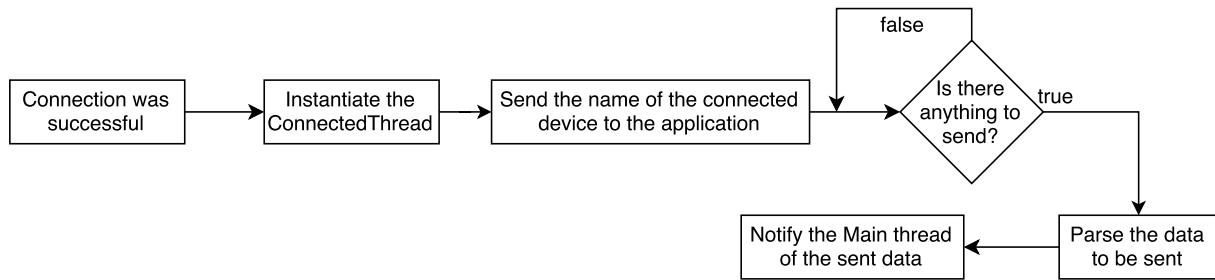 Connection was
successful
Instantiate the
ConnectedThread
Send the name of the connected
device to the application
false
Is there
anything to
send?
true
Parse the data
to be sent
Notify the Main thread
of the sent data